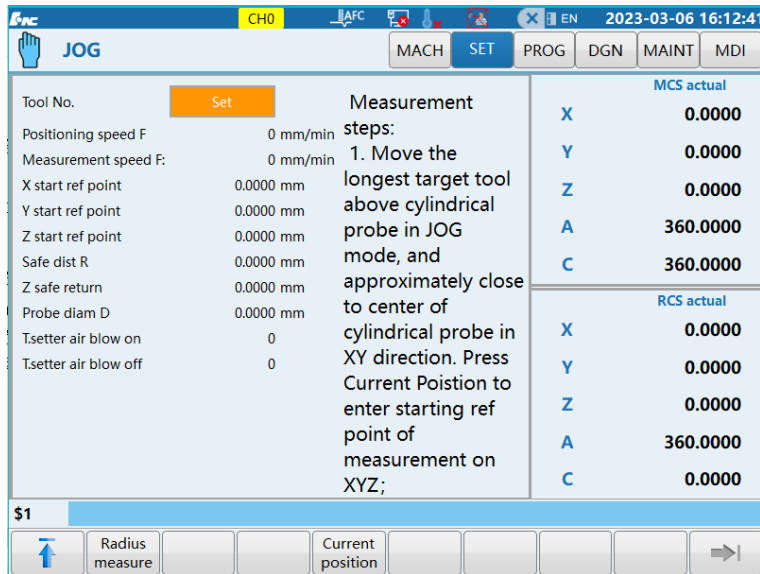 HNC CH0 AFC EN 2023-03-06 16:12:41
JOG MACH SET PROG DGN MAINT MDI
Tool No. Set
Positioning speed F 0 mm/min
Measurement speed F: 0 mm/min
X start ref point 0.0000 mm
Y start ref point 0.0000 mm
Z start ref point 0.0000 mm
Safe dist R 0.0000 mm
Z safe return 0.0000 mm
Probe diam D 0.0000 mm
T.setter air blow on 0
T.setter air blow off 0
Measurement
steps:
1. Move the
longest target tool
above cylindrical
probe in JOG
mode, and
approximately close
to center of
cylindrical probe in
XY direction. Press
Current Poistion to
enter starting ref
point of
measurement on
XYZ;
MCS actual
X 0.0000
Y 0.0000
Z 0.0000
A 360.0000
C 360.0000
RCS actual
X 0.0000
Y 0.0000
Z 0.0000
A 360.0000
C 0.0000
$1
Radius
measure
Current
position